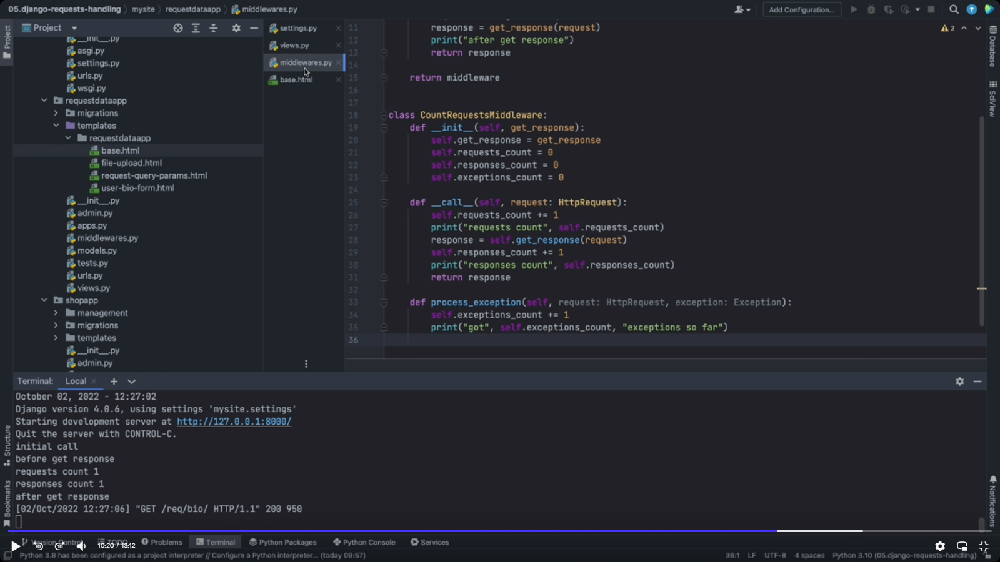 05.django-requests-handling mysite requestdataapp middlewares.py
Add Configuration...
Project
Project
__init__.py
asgi.py
settings.py
urls.py
wsgi.py
requestdataapp
migrations
templates
requestdataapp
base.html
file-upload.html
request-query-params.html
user-bio-form.html
__init__.py
admin.py
apps.py
middlewares.py
models.py
tests.py
urls.py
views.py
shopapp
management
migrations
templates
__init__.py
admin.py
settings.py
views.py
middlewares.py
base.html
2
11 response = get_response(request)
12 print("after get response")
13 return response
14
15 return middleware
16
17
18 class CountRequestsMiddleware:
19 def __init__(self, get_response):
20 self.get_response = get_response
21 self.requests_count = 0
22 self.responses_count = 0
23 self.exceptions_count = 0
24
25 def __call__(self, request: HttpRequest):
26 self.requests_count += 1
27 print("requests count", self.requests_count)
28 response = self.get_response(request)
29 self.responses_count += 1
30 print("responses count", self.responses_count)
31 return response
32
33 def process_exception(self, request: HttpRequest, exception: Exception):
34 self.exceptions_count += 1
35 print("got", self.exceptions_count, "exceptions so far")
36
Database
SciView
Notifications
Structure
Bookmarks
Terminal: Local
October 02, 2022 - 12:27:02
Django version 4.0.6, using settings 'mysite.settings'
Starting development server at http://127.0.0.1:8000/
Quit the server with CONTROL-C.
initial call
before get response
requests count 1
responses count 1
after get response
[02/Oct/2022 12:27:06] "GET /req/bio/ HTTP/1.1" 200 950
Version Control TODO Problems Terminal Python Packages Python Console Services
10 10 10:20 / 13:12
Python 3.8 has been configured as a project interpreter // Configure a Python interpreter... (today 09:57)
36:1 LF UTF-8 4 spaces Python 3.10 (05.django-requests-handling)